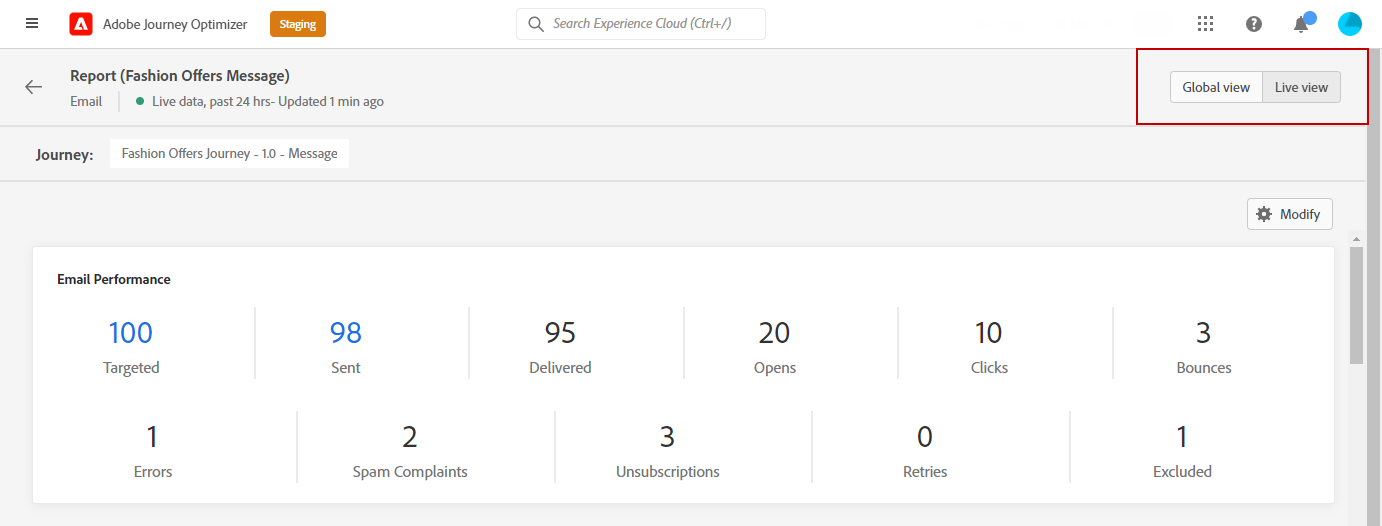 Adobe Journey Optimizer
Staging
Search Experience Cloud (Ctrl+/)
Report (Fashion Offers Message)
Email
Live data, past 24 hrs- Updated 1 min ago
Global view
Live view
Journey:
Fashion Offers Journey - 1.0 - Message
Modify
Email Performance
100
Targeted
98
Sent
95
Delivered
20
Opens
10
Clicks
3
Bounces
1
Errors
2
Spam Complaints
3
Unsubscriptions
0
Retries
1
Excluded